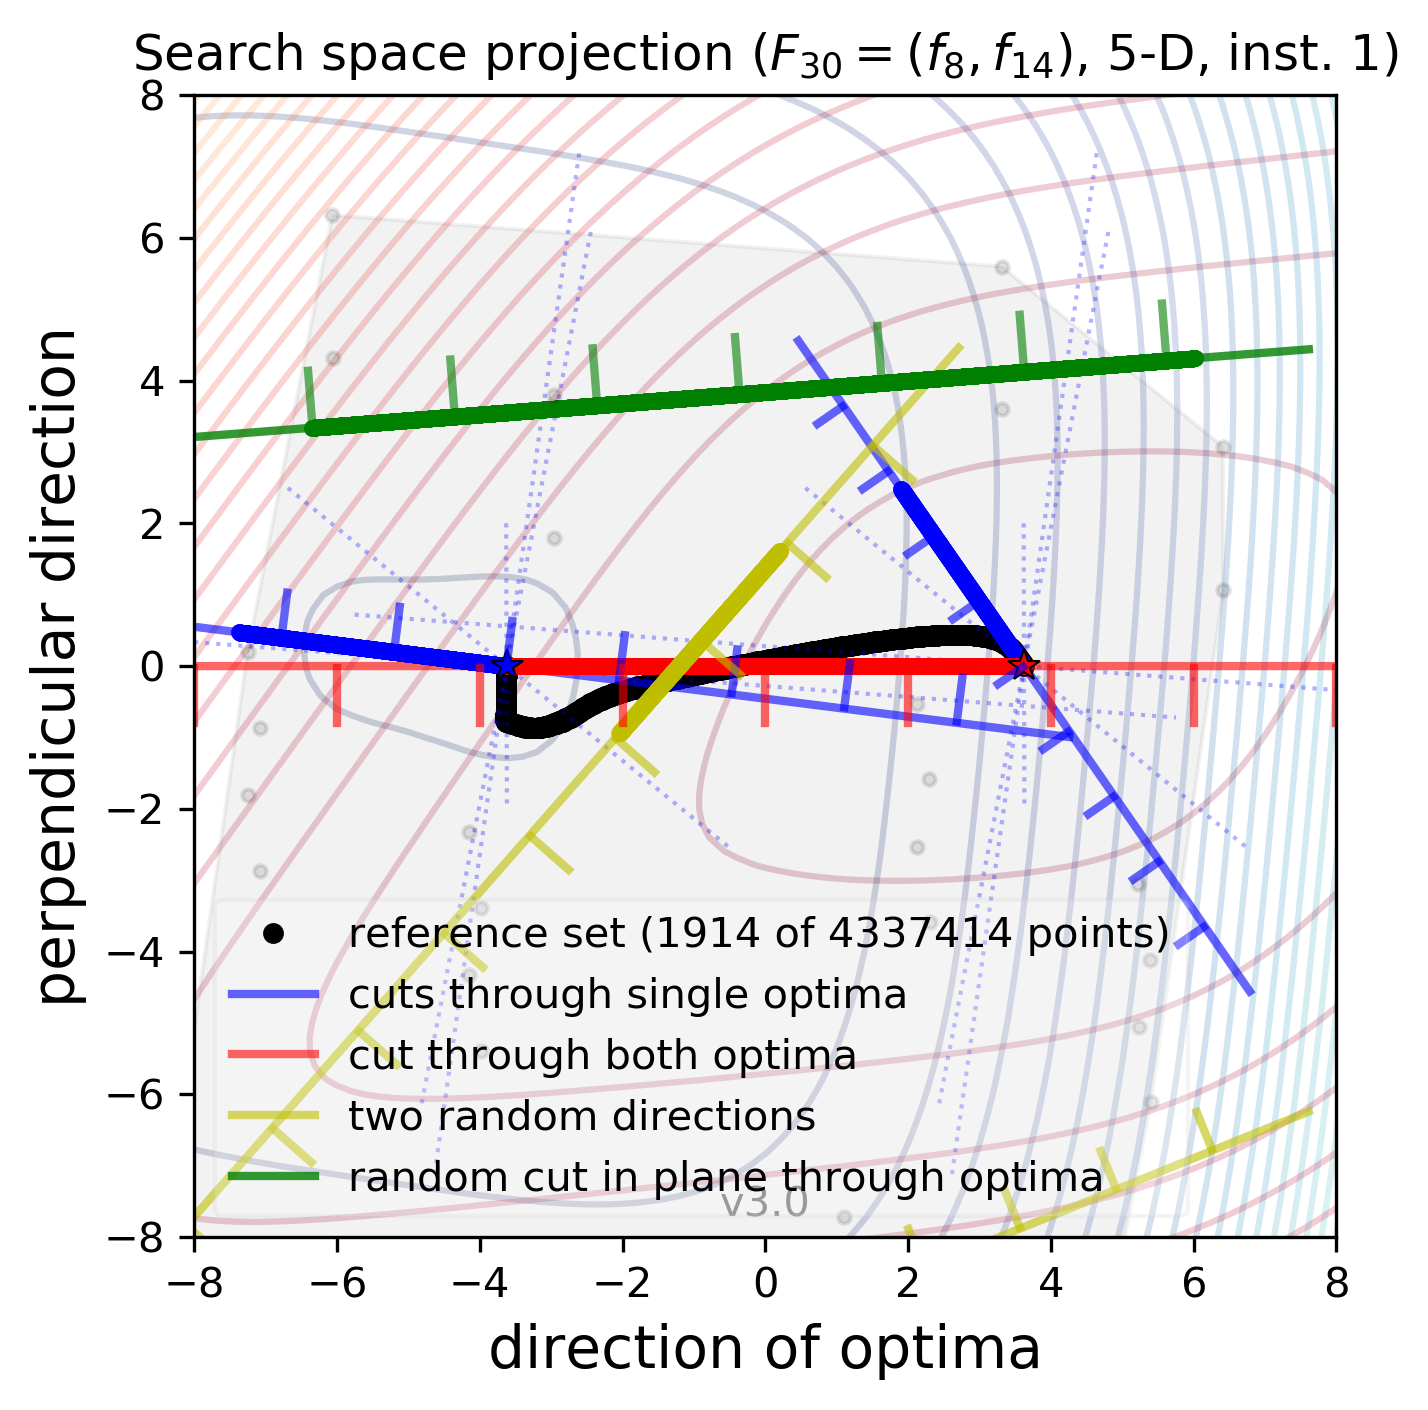 Search space projection (F₃₀ = (f₈, f₁₄), 5-D, inst. 1)
8
6
4
2
0
−2
−4
−6
−8
perpendicular direction
reference set (1914 of 4337414 points)
cuts through single optima
cut through both optima
two random directions
random cut in plane through optima
v3.0
−8 −6 −4 −2 0 2 4 6 8
direction of optima